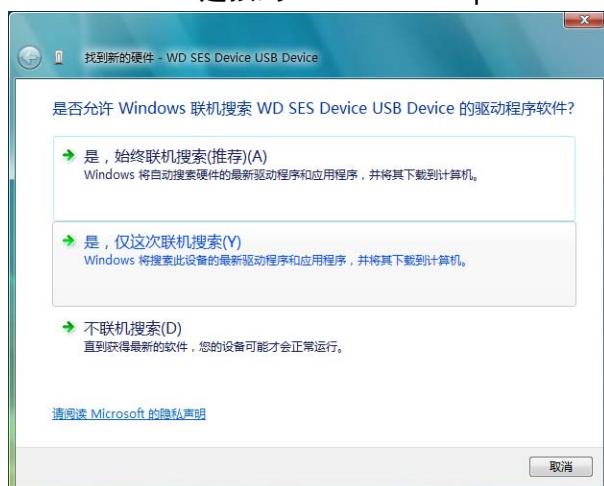 找到新的硬件 - WD SES Device USB Device
是否允许 Windows 联机搜索 WD SES Device USB Device 的驱动程序软件?
是，始终联机搜索(推荐)(A)
Windows 将自动搜索硬件的最新驱动程序和应用程序，并将其下载到计算机。
是，仅这次联机搜索(Y)
Windows 将搜索此设备的最新驱动程序和应用程序，并将其下载到计算机。
不联机搜索(D)
直到获得最新的软件，您的设备可能才会正常运行。
请阅读 Microsoft 的隐私声明
取消